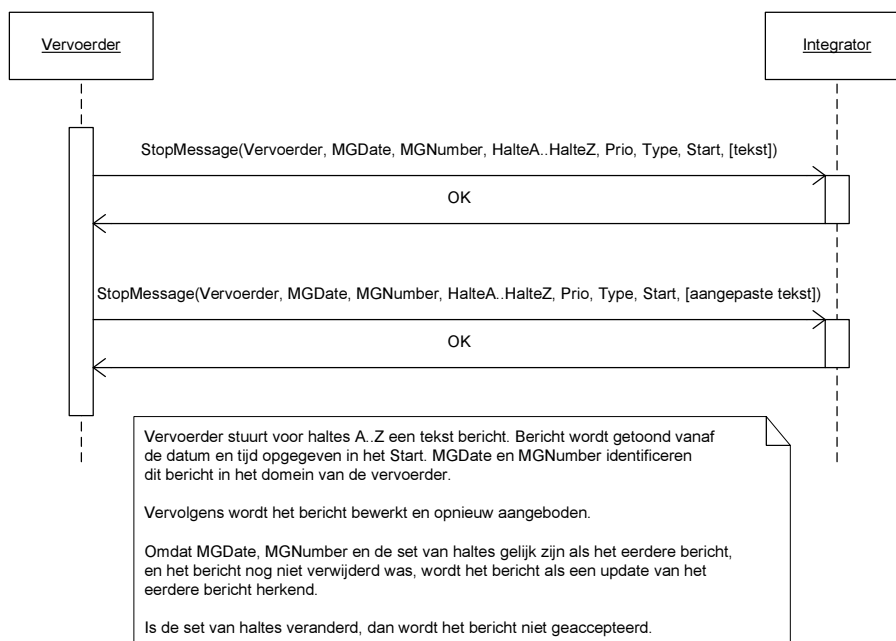 Vervoerder
Integrator
StopMessage(Vervoerder, MGDate, MGNumber, HalteA..HalteZ, Prio, Type, Start, [tekst])
OK
StopMessage(Vervoerder, MGDate, MGNumber, HalteA..HalteZ, Prio, Type, Start, [aangepaste tekst])
OK
Vervoerder stuurt voor haltes A..Z een tekst bericht. Bericht wordt getoond vanaf
de datum en tijd opgegeven in het Start. MGDate en MGNumber identificeren
dit bericht in het domein van de vervoerder.
Vervolgens wordt het bericht bewerkt en opnieuw aangeboden.
Omdat MGDate, MGNumber en de set van haltes gelijk zijn als het eerdere bericht,
en het bericht nog niet verwijderd was, wordt het bericht als een update van het
eerdere bericht herkend.
Is de set van haltes veranderd, dan wordt het bericht niet geaccepteerd.